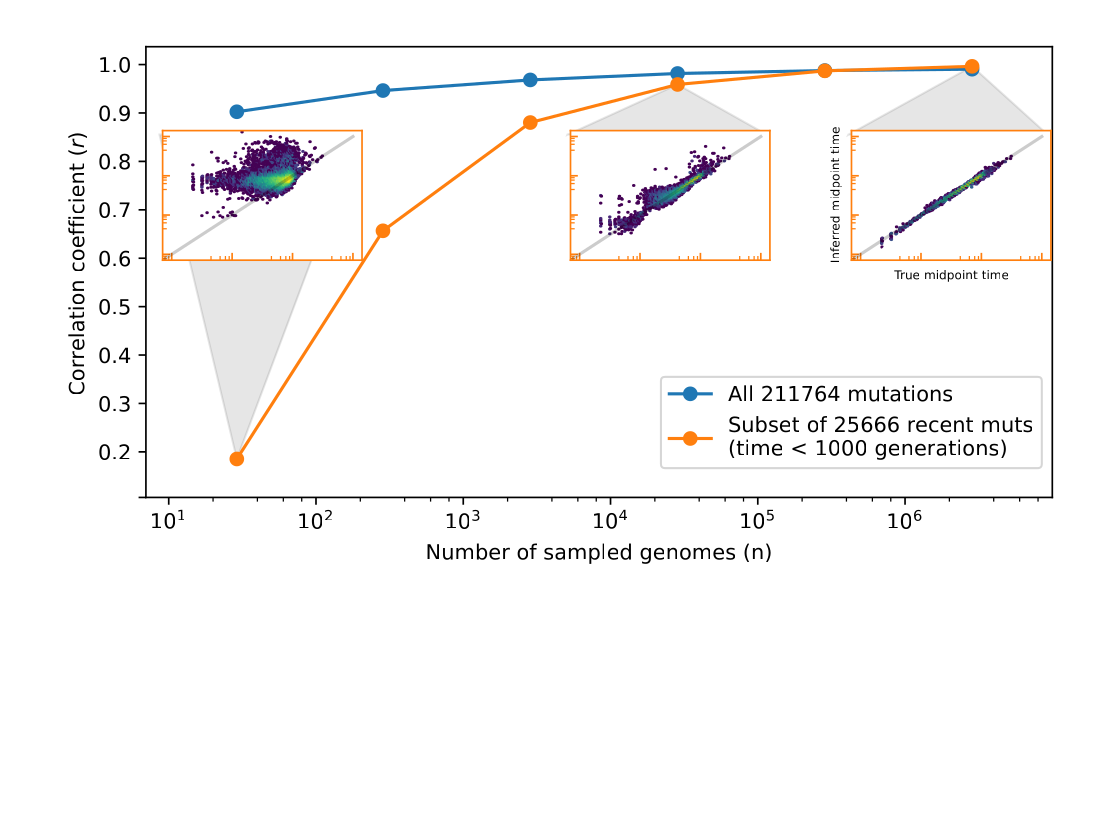 Correlation coefficient (r)
1.0
0.9
0.8
0.7
0.6
0.5
0.4
0.3
0.2
Inferred midpoint time
True midpoint time
All 211764 mutations
Subset of 25666 recent muts
(time < 1000 generations)
10¹ 10² 10³ 10⁴ 10⁵ 10⁶
Number of sampled genomes (n)